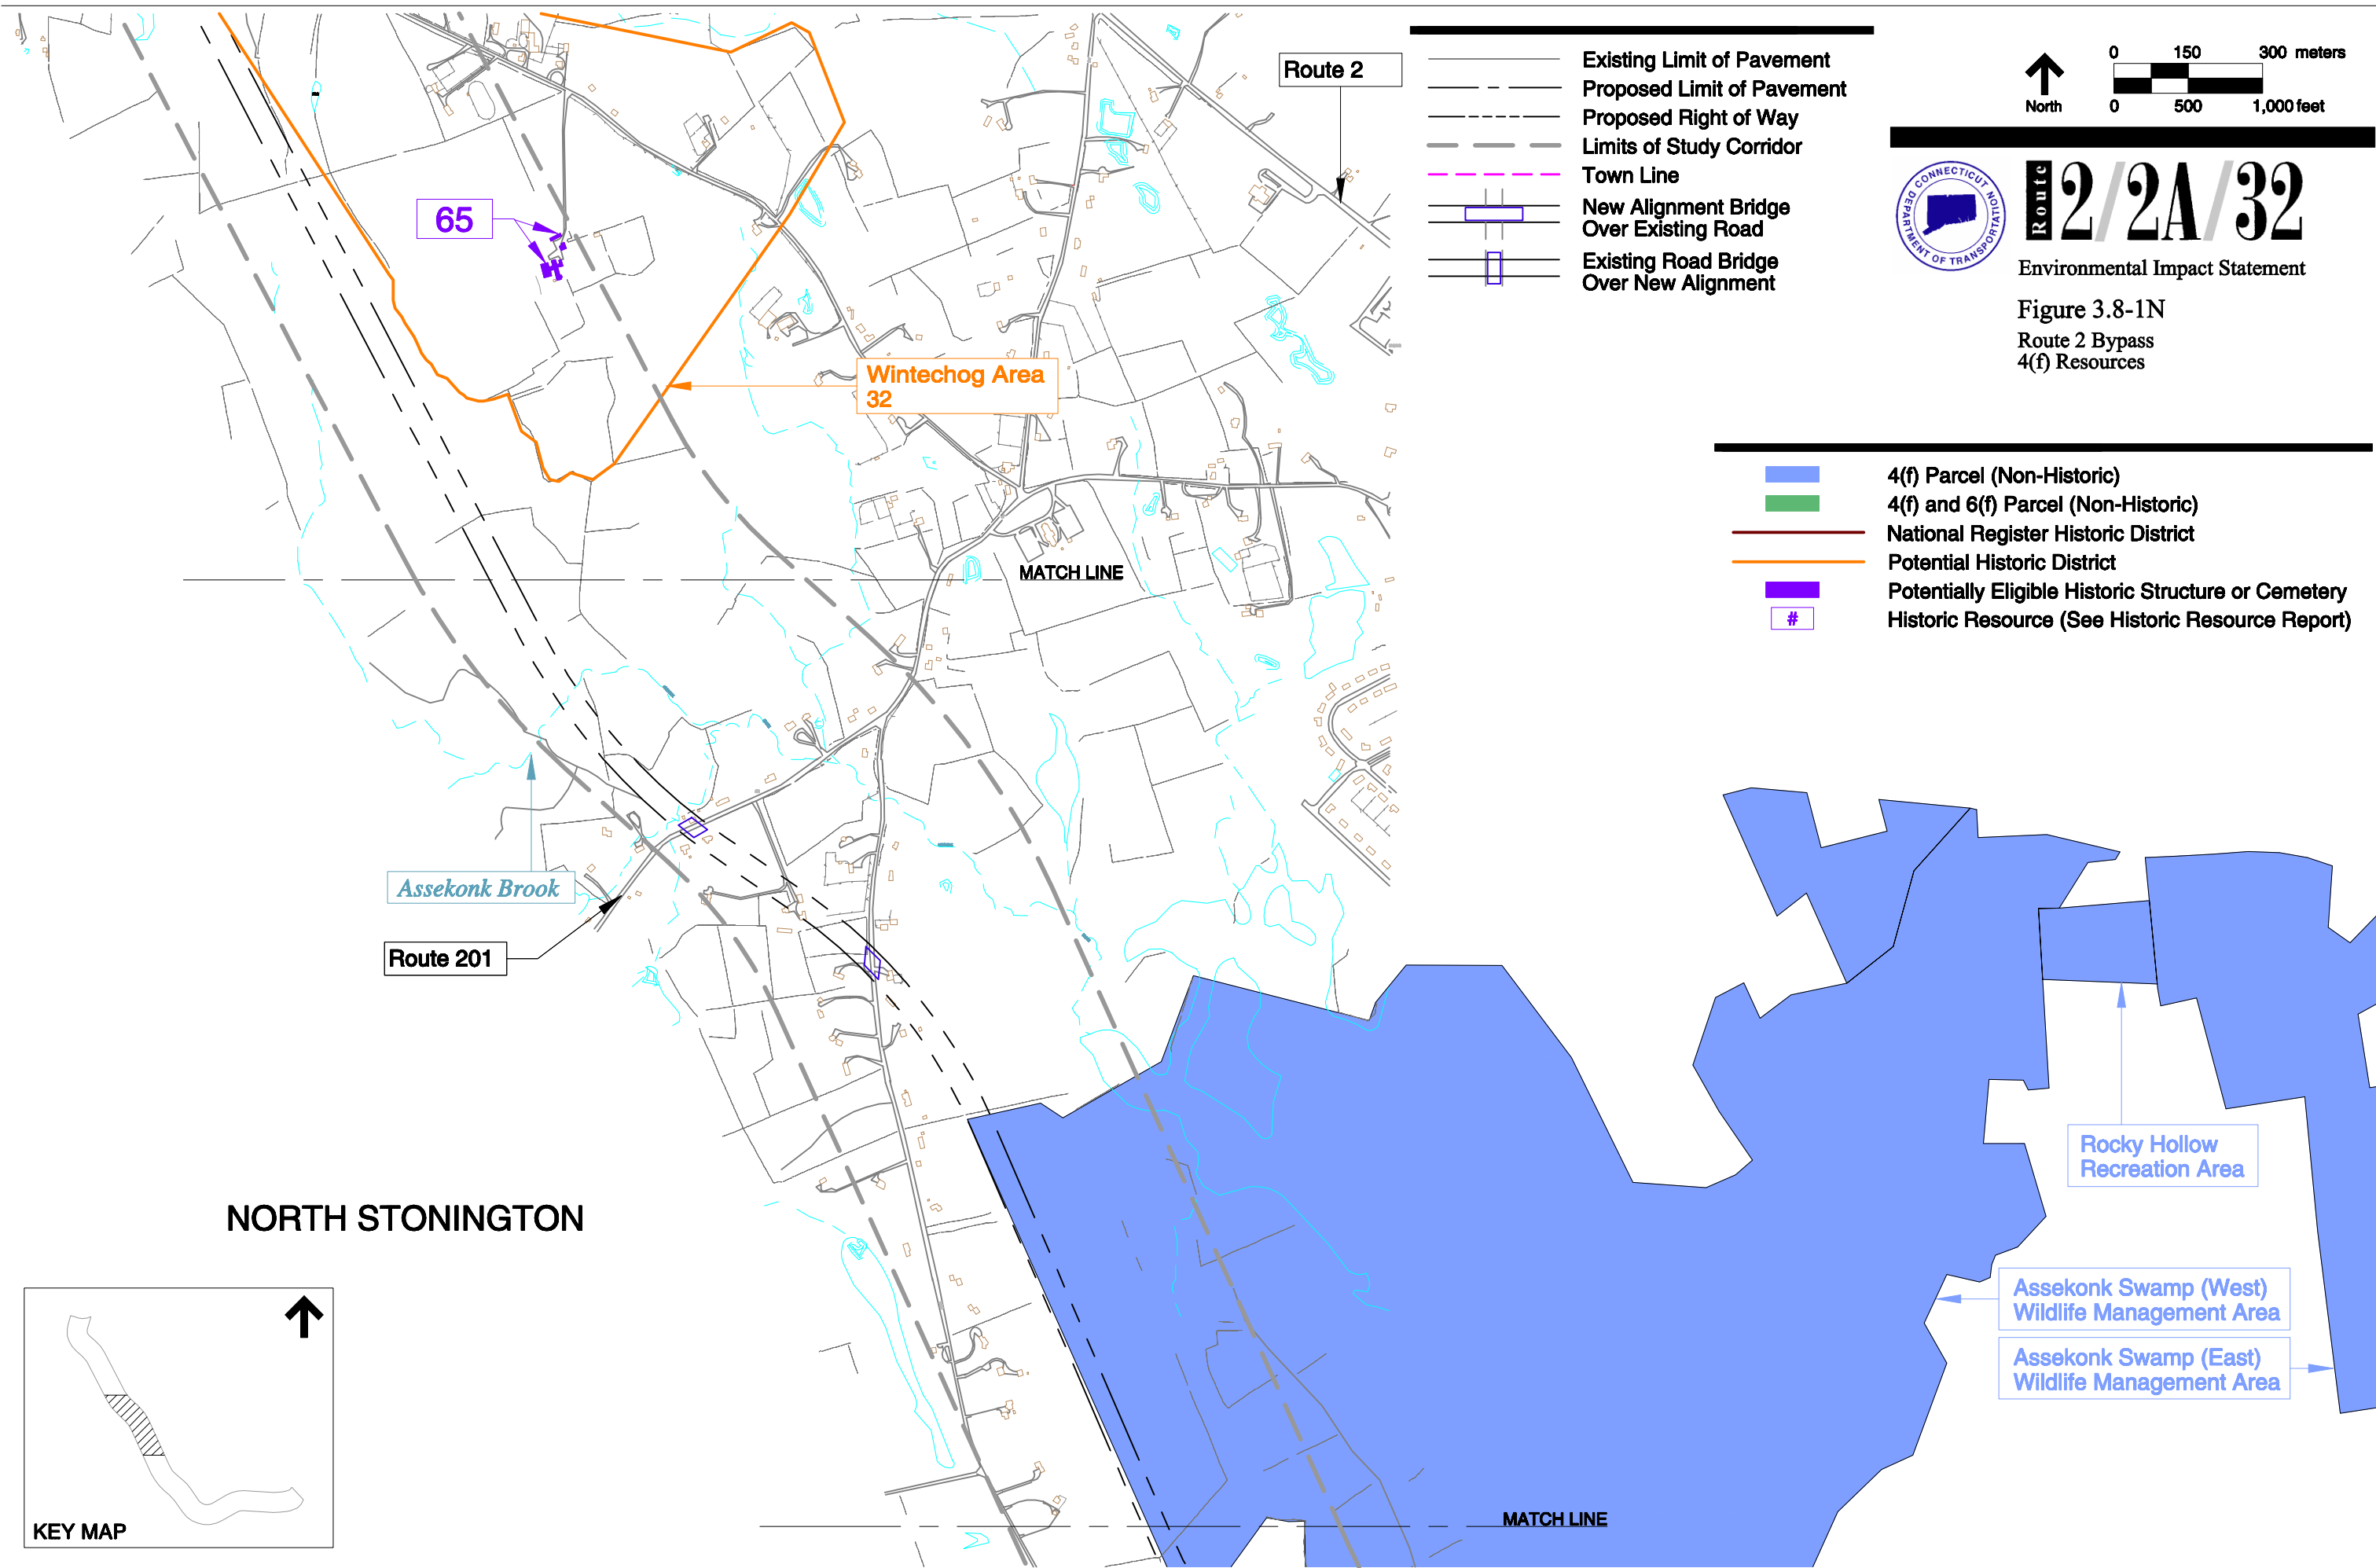 Route 2
Existing Limit of Pavement
Proposed Limit of Pavement
Proposed Right of Way
Limits of Study Corridor
Town Line
New Alignment Bridge
Over Existing Road
Existing Road Bridge
Over New Alignment
North
0 150 300 meters
0 500 1,000 feet
CONNECTICUT
DEPARTMENT OF TRANSPORTATION
Route 2/2A/32
Environmental Impact Statement
Figure 3.8-1N
Route 2 Bypass
4(f) Resources
4(f) Parcel (Non-Historic)
4(f) and 6(f) Parcel (Non-Historic)
National Register Historic District
Potential Historic District
Potentially Eligible Historic Structure or Cemetery
# Historic Resource (See Historic Resource Report)
65
Wintechog Area
32
MATCH LINE
Assekonk Brook
Route 201
NORTH STONINGTON
Rocky Hollow
Recreation Area
Assekonk Swamp (West)
Wildlife Management Area
Assekonk Swamp (East)
Wildlife Management Area
MATCH LINE
KEY MAP